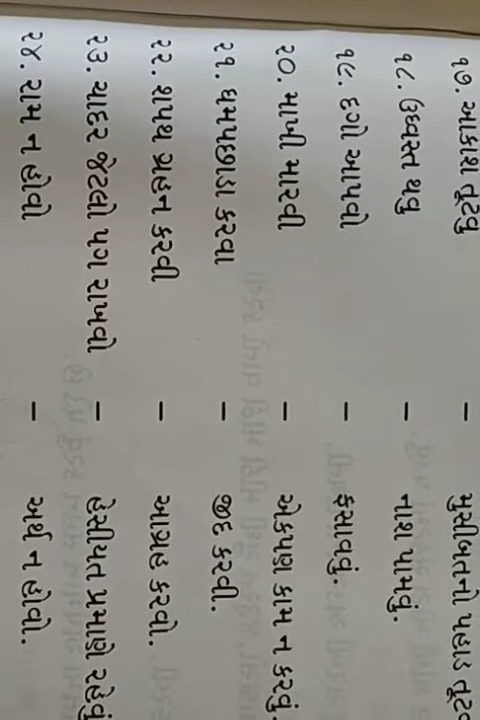 ૧૭. આકાશ તૂટવુ – મુસીબતનો પહાડ
૧૮. ધ્વસ્ત થવુ – નાશ પામવું.
૧૯. દગો આપવો – ફસાવવું.
૨૦. માખી મારવી – એકપણ કામ ન કરવું.
૨૧. ધમપછાડા કરવા – જીદ કરવી.
૨૨. શપથ ગ્રહન કરવી – આગ્રહ કરવો.
૨૩. ચાદર જેટલો પગ રાખવો – હેસીયત પ્રમાણે રહેવું
૨૪. રામ ન હોવો – અર્થ ન હોવો.